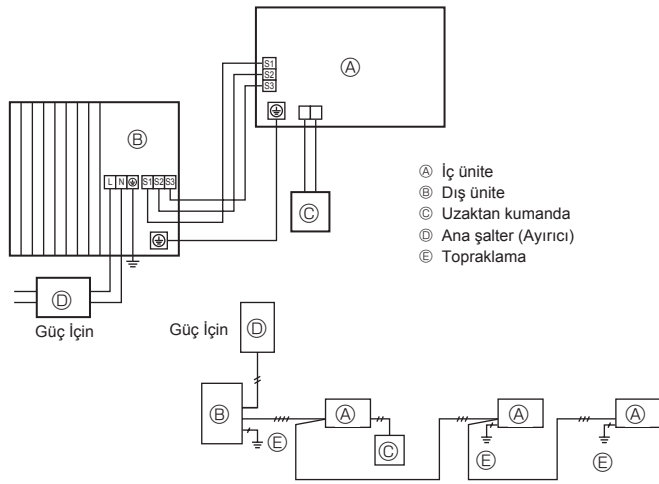 S1
S2
S3
Ⓐ
Ⓑ
L N S1 S2 S3
Ⓒ
Ⓓ
Güç İçin
Ⓐ İç ünite
Ⓑ Dış ünite
Ⓒ Uzaktan kumanda
Ⓓ Ana şalter (Ayırıcı)
Ⓔ Topraklama
Güç İçin Ⓓ
Ⓑ Ⓐ Ⓐ Ⓐ
Ⓔ Ⓒ Ⓔ Ⓔ